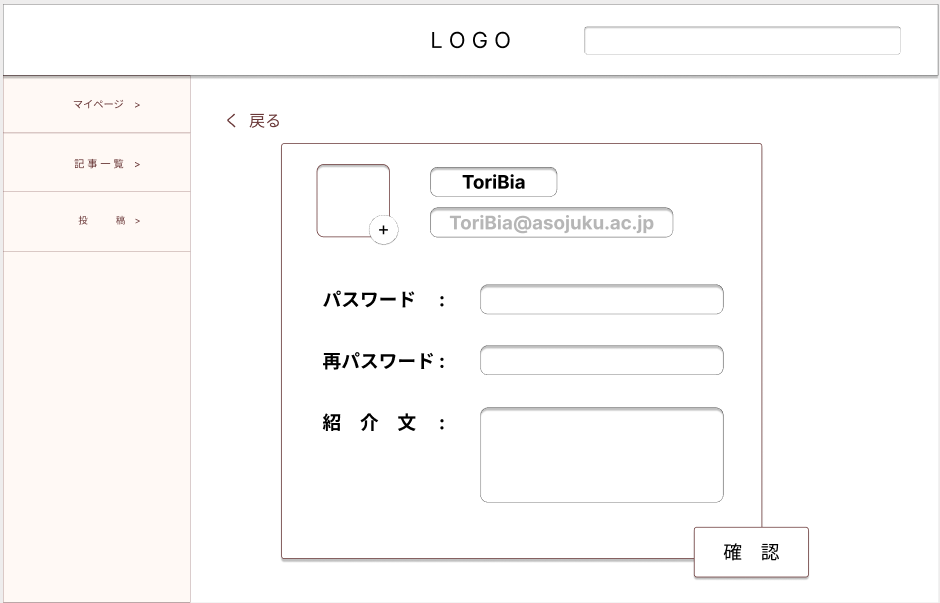 LOGO
マイページ >
記事一覧 >
投 稿 >
< 戻る
ToriBia
ToriBia@asojuku.ac.jp
+
パスワード :
再パスワード :
紹 介 文 :
確 認